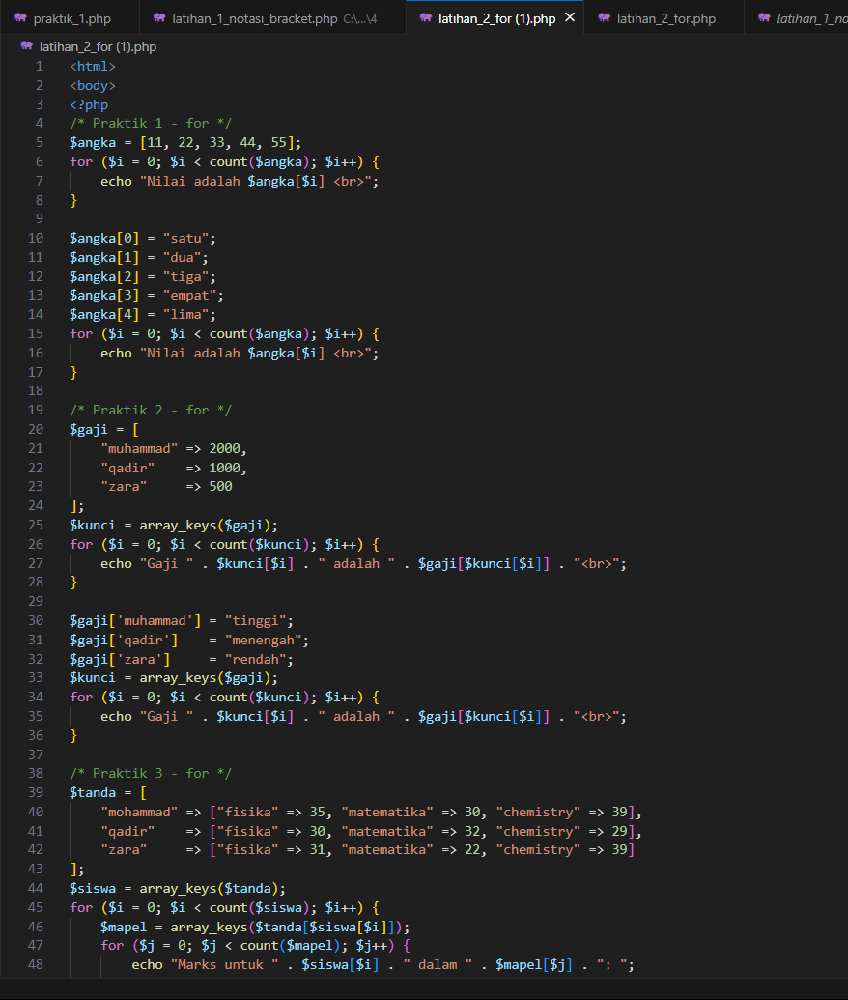 praktik_1.php latihan_1_notasi_bracket.php C:\...\4 latihan_2_for (1).php latihan_2_for.php latihan_1_no
latihan_2_for (1).php
1 <html>
2 <body>
3 <?php
4 /* Praktik 1 - for */
5 $angka = [11, 22, 33, 44, 55];
6 for ($i = 0; $i < count($angka); $i++) {
7     echo "Nilai adalah $angka[$i] <br>";
8 }
9
10 $angka[0] = "satu";
11 $angka[1] = "dua";
12 $angka[2] = "tiga";
13 $angka[3] = "empat";
14 $angka[4] = "lima";
15 for ($i = 0; $i < count($angka); $i++) {
16     echo "Nilai adalah $angka[$i] <br>";
17 }
18
19 /* Praktik 2 - for */
20 $gaji = [
21     "muhammad" => 2000,
22     "qadir"    => 1000,
23     "zara"     => 500
24 ];
25 $kunci = array_keys($gaji);
26 for ($i = 0; $i < count($kunci); $i++) {
27     echo "Gaji " . $kunci[$i] . " adalah " . $gaji[$kunci[$i]] . "<br>";
28 }
29
30 $gaji['muhammad'] = "tinggi";
31 $gaji['qadir']    = "menengah";
32 $gaji['zara']     = "rendah";
33 $kunci = array_keys($gaji);
34 for ($i = 0; $i < count($kunci); $i++) {
35     echo "Gaji " . $kunci[$i] . " adalah " . $gaji[$kunci[$i]] . "<br>";
36 }
37
38 /* Praktik 3 - for */
39 $tanda = [
40     "mohammad" => ["fisika" => 35, "matematika" => 30, "chemistry" => 39],
41     "qadir"    => ["fisika" => 30, "matematika" => 32, "chemistry" => 29],
42     "zara"     => ["fisika" => 31, "matematika" => 22, "chemistry" => 39]
43 ];
44 $siswa = array_keys($tanda);
45 for ($i = 0; $i < count($siswa); $i++) {
46     $mapel = array_keys($tanda[$siswa[$i]]);
47     for ($j = 0; $j < count($mapel); $j++) {
48         echo "Marks untuk " . $siswa[$i] . " dalam " . $mapel[$j] . ": ";